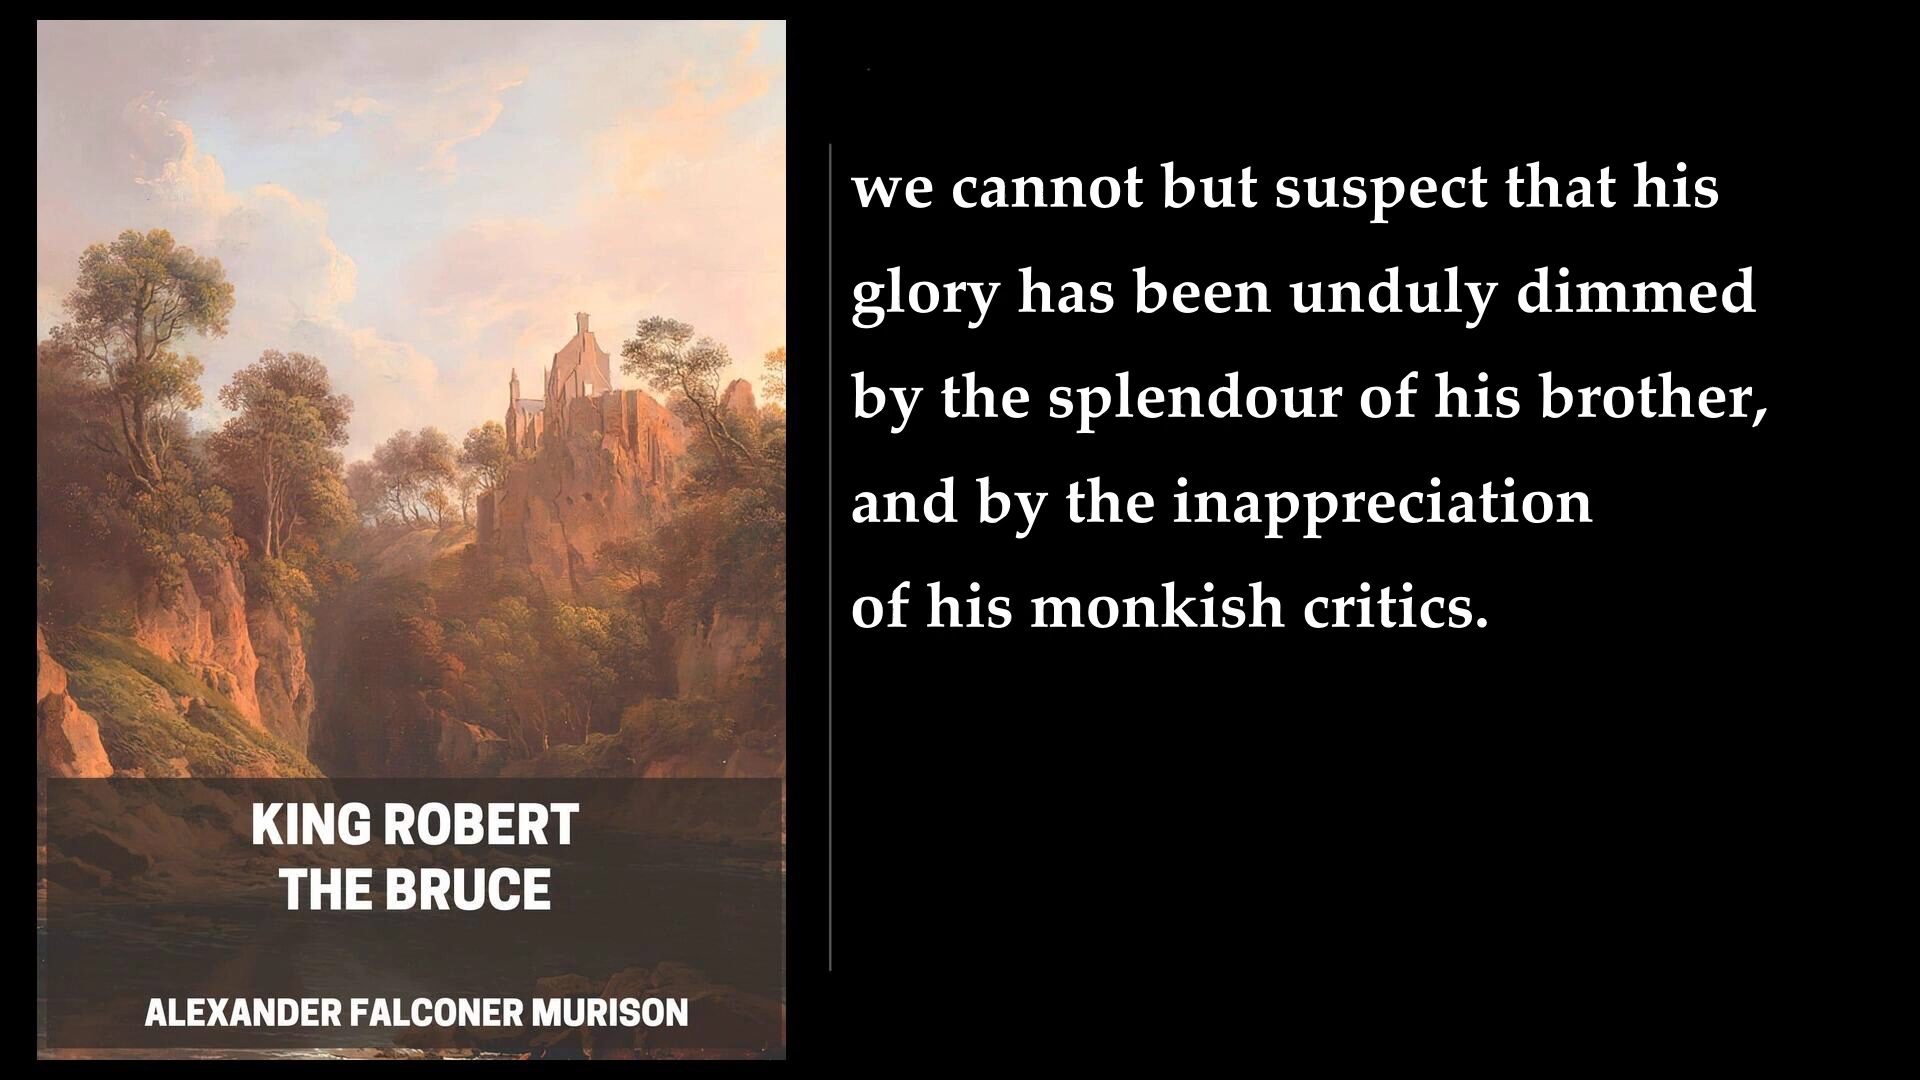 we cannot but suspect that his
glory has been unduly dimmed
by the splendour of his brother,
and by the inappreciation
of his monkish critics.
KING ROBERT
THE BRUCE
ALEXANDER FALCONER MURISON